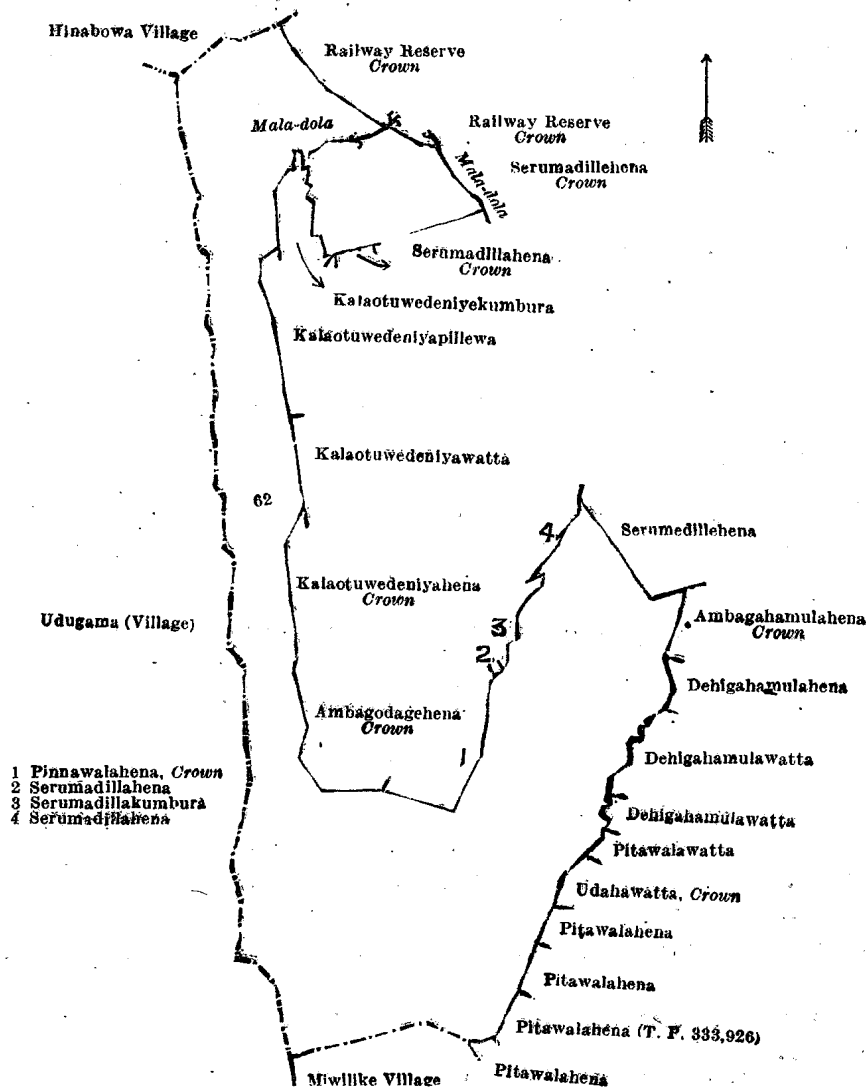 Hinabowa Village
Railway Reserve
Crown
Mala-dola
Railway Reserve
Crown
Mala-dola
Serumadillehena
Crown
Serumadillahena
Crown
Kalaotuwedeniyekumbura
Kalaotuwedeniyapillewa
Kalaotuwedeniyawatta
62
4
Serumedillehena
Kalaotuwedeniyahena
Crown
Udugama (Village)
3
Ambagahamulahena
Crown
2
Dehigahamulahena
Ambagodagehena
Crown
Dehigahamulawatta
1 Pinnawalahena, Crown
2 Serumadillahena
3 Serumadillakumbura
4 Serumadillahena
Dehigahamulawatta
Pitawalawatta
Udahawatta, Crown
Pitawalahena
Pitawalahena
Pitawalahena (T. P. 333,926)
Pitawalahena
Miwilike Village